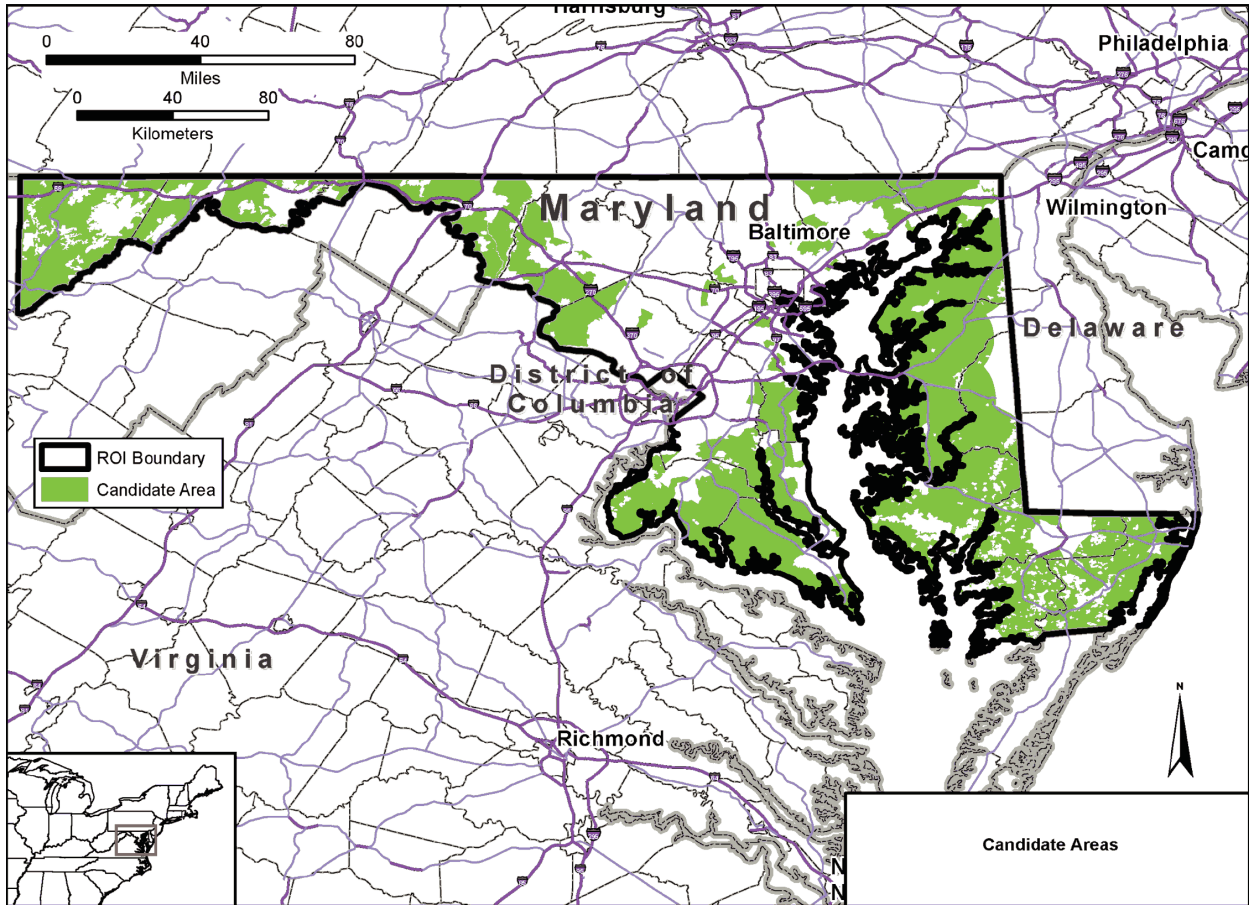 Harrisburg
0 40 80
Miles
0 40 80
Kilometers
Philadelphia
Camd
Wilmington
Maryland
Baltimore
Delaware
District of
Columbia
ROI Boundary
Candidate Area
Virginia
Richmond
N
Candidate Areas
N
N